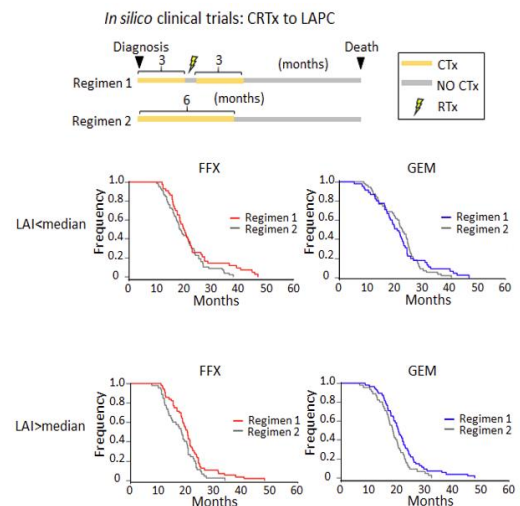 In silico clinical trials: CRTx to LAPC
Diagnosis Death
3 3 (months)
Regimen 1
6 (months)
Regimen 2
CTx
NO CTx
RTx
FFX GEM
LAI<median
Frequency
1.0
0.8
0.6
0.4
0.2
0
0 10 20 30 40 50 60
Months
Regimen 1
Regimen 2
Frequency
1.0
0.8
0.6
0.4
0.2
0
0 10 20 30 40 50 60
Months
Regimen 1
Regimen 2
FFX GEM
LAI>median
Frequency
1.0
0.8
0.6
0.4
0.2
0
0 10 20 30 40 50 60
Months
Regimen 1
Regimen 2
Frequency
1.0
0.8
0.6
0.4
0.2
0
0 10 20 30 40 50 60
Months
Regimen 1
Regimen 2